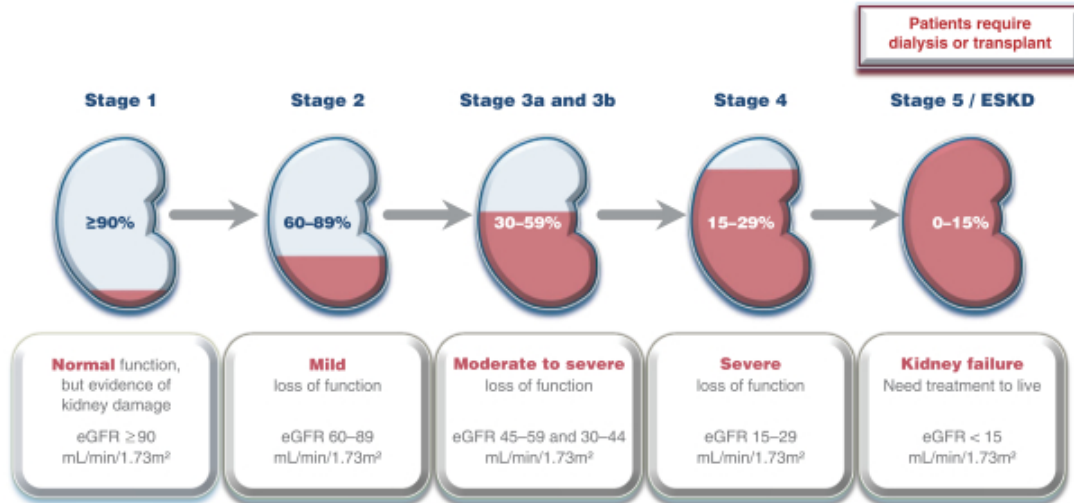 Patients require
dialysis or transplant
Stage 1
Stage 2
Stage 3a and 3b
Stage 4
Stage 5 / ESKD
≥90%
60–89%
30–59%
15–29%
0–15%
Normal function,
but evidence of
kidney damage
eGFR ≥90
mL/min/1.73m²
Mild
loss of function
eGFR 60–89
mL/min/1.73m²
Moderate to severe
loss of function
eGFR 45–59 and 30–44
mL/min/1.73m²
Severe
loss of function
eGFR 15–29
mL/min/1.73m²
Kidney failure
Need treatment to live
eGFR < 15
mL/min/1.73m²